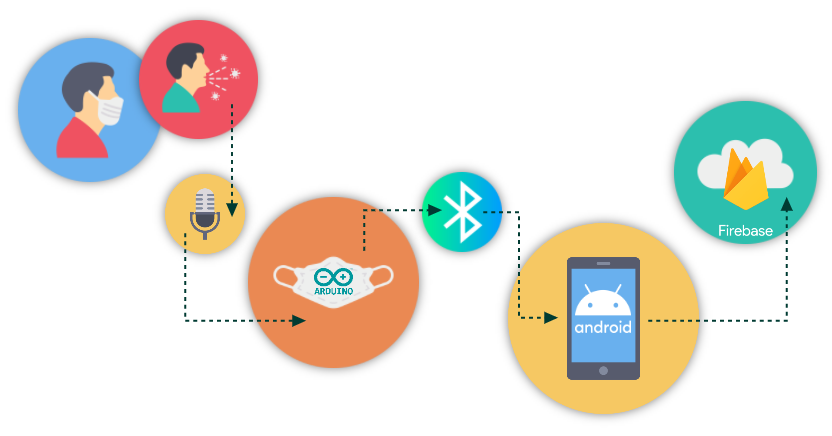 ARDUINO
android
Firebase